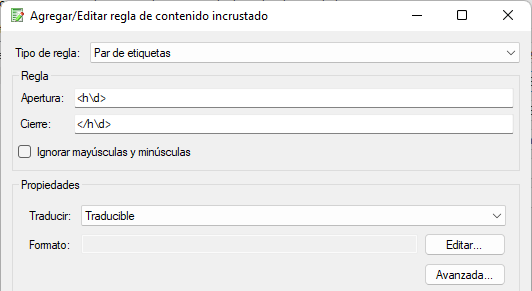 Agregar/Editar regla de contenido incrustado
Tipo de regla: Par de etiquetas
Regla
Apertura: <h\d>
Cierre: </h\d>
Ignorar mayúsculas y minúsculas
Propiedades
Traducir: Traducible
Formato: Editar...
Avanzada...